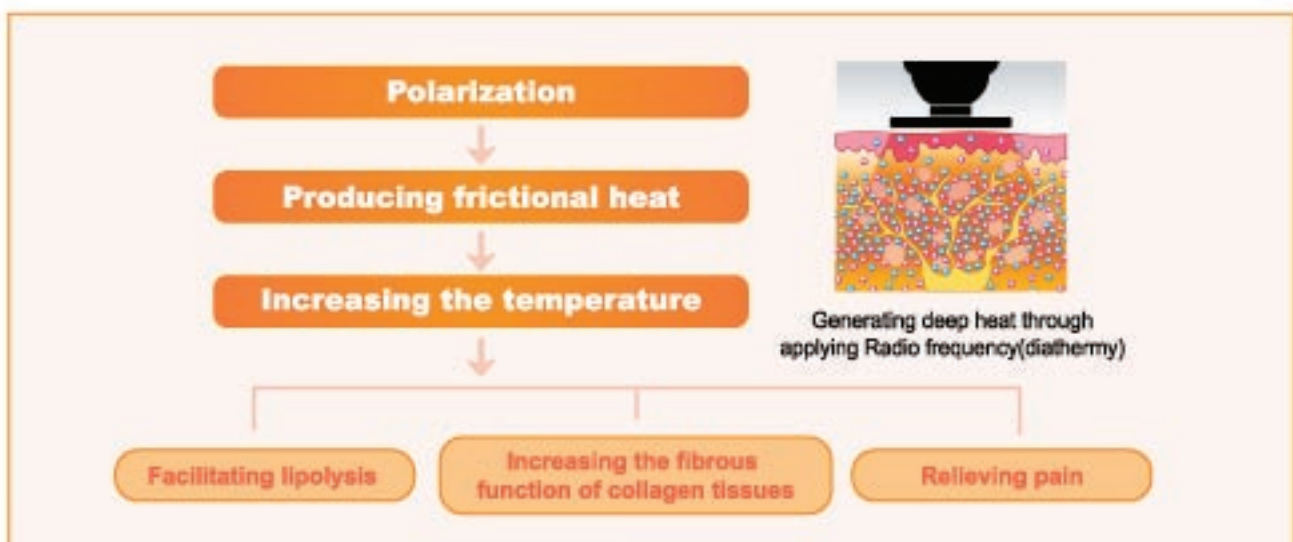 Polarization
Producing frictional heat
Increasing the temperature
Generating deep heat through
applying Radio frequency(diathermy)
Facilitating lipolysis
Increasing the fibrous
function of collagen tissues
Relieving pain